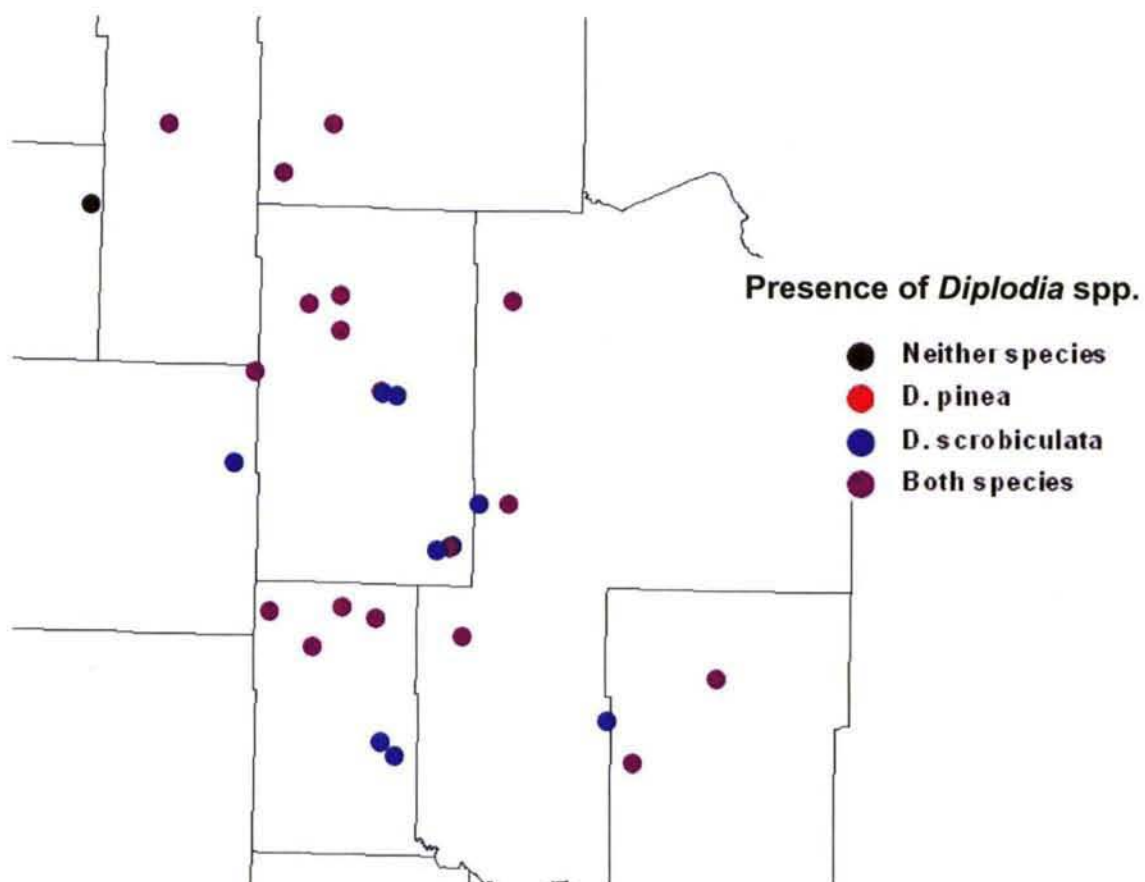 Presence of Diplodia spp.
Neither species
D. pinea
D. scrobiculata
Both species